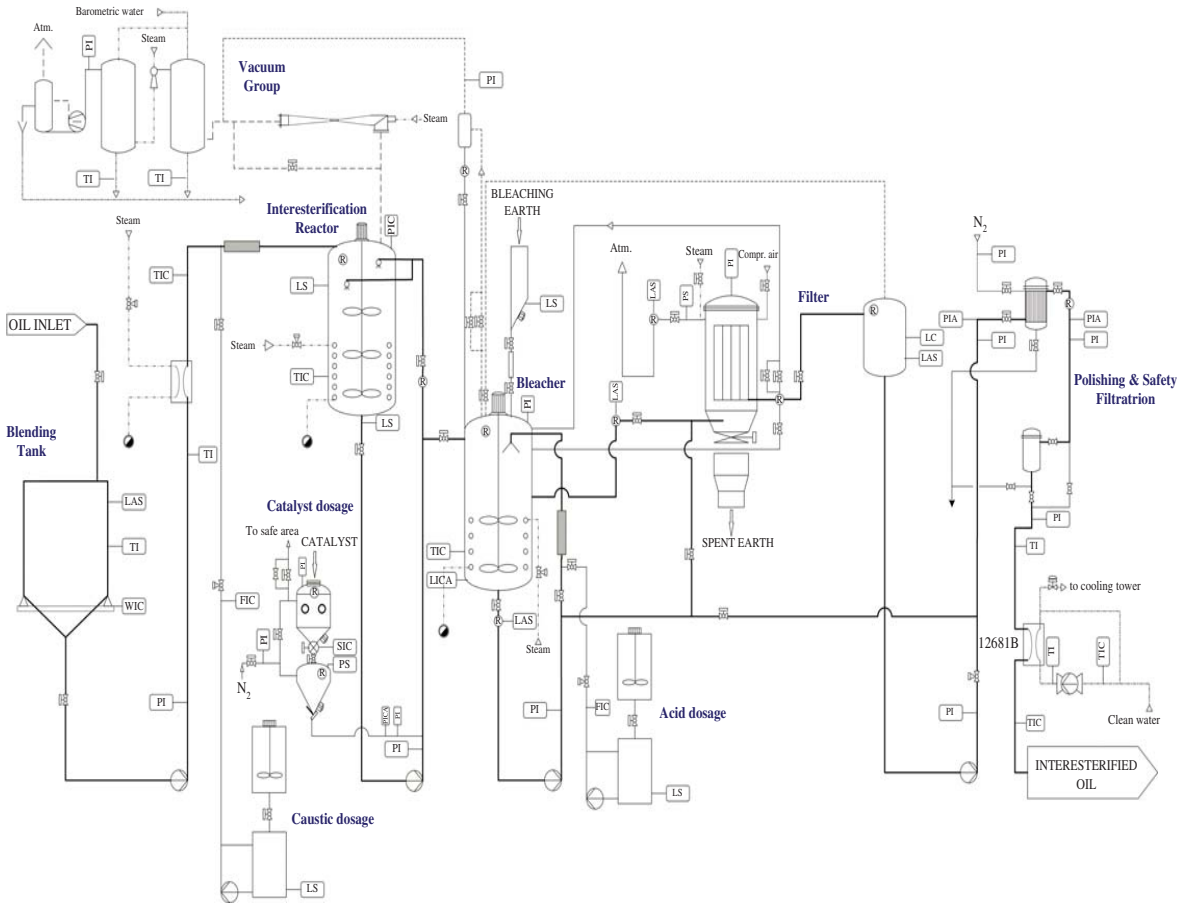 Barometric water
Atm.
PI
Steam
Vacuum
Group
PI
Steam
TI
TI
Steam
Interesterification
Reactor
PIC
BLEACHING
EARTH
Atm.
Steam
PI
Compr. air
N2
PI
TIC
R
LS
LAS
PS
LS
R
Filter
R
LC
LAS
PIA
R
PIA
PI
PI
OIL INLET
Steam
TIC
R
R
Bleacher
PI
LAS
R
R
Polishing & Safety
Filtratrion
Blending
Tank
LS
R
TI
LAS
TI
WIC
Catalyst dosage
To safe area
CATALYST
PI
R
SPENT EARTH
PI
TI
TIC
LICA
FIC
PI
SIC
PS
R
N2
R
LAS
Steam
to cooling tower
12681B
TI
TIC
Clean water
PI
PICA
PI
PI
PI
FIC
Acid dosage
PI
TIC
LS
INTERESTERIFIED
OIL
Caustic dosage
LS